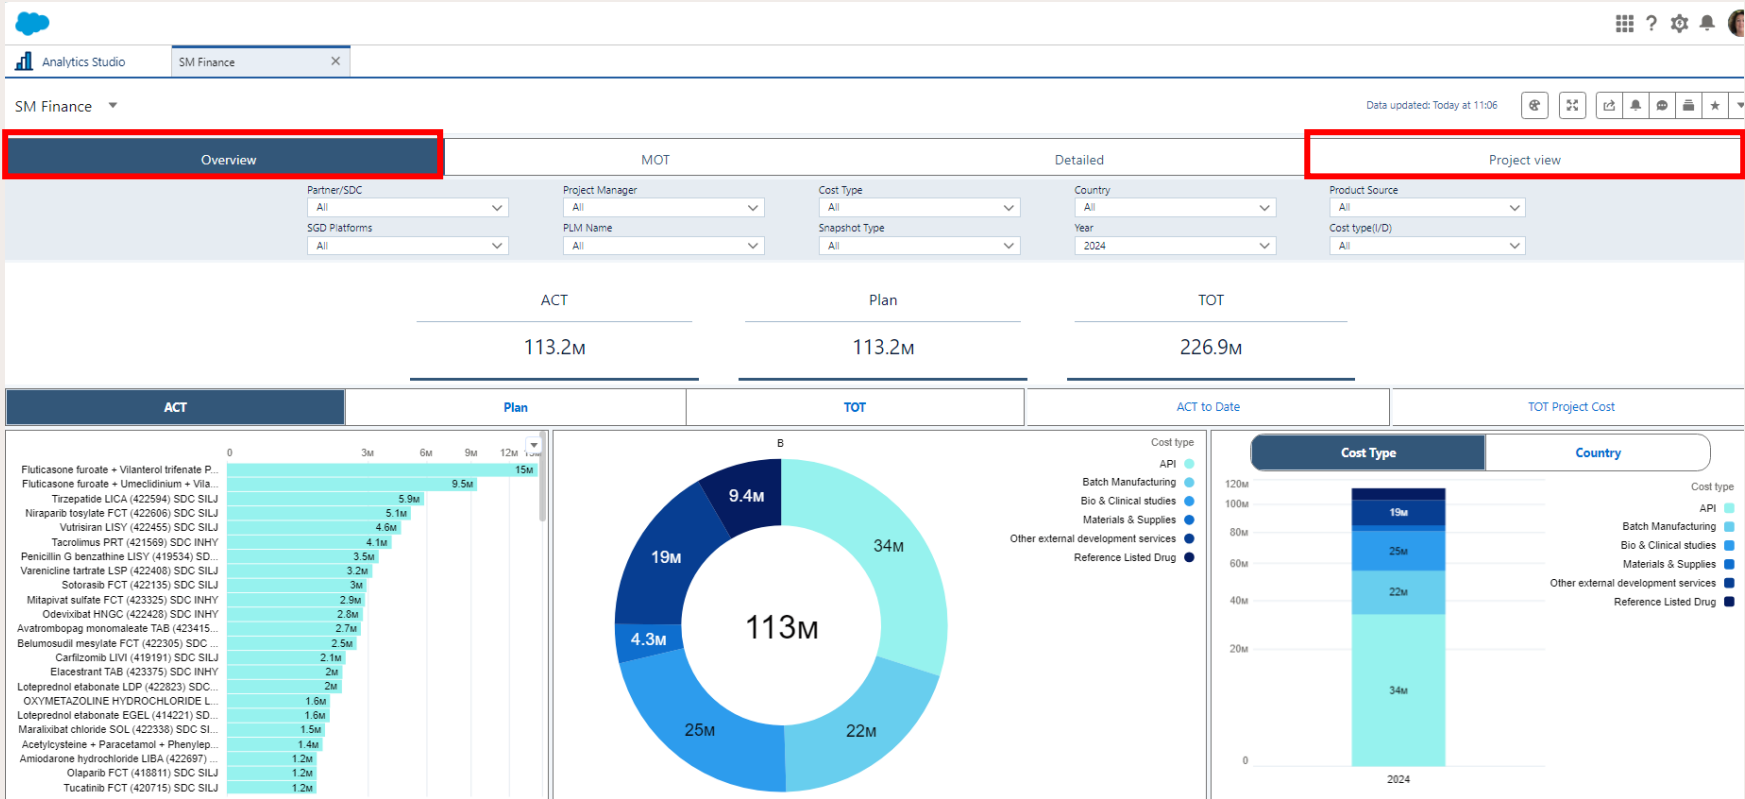 Analytics Studio
SM Finance
SM Finance
Data updated: Today at 11:06
Overview
MOT
Detailed
Project view
Partner/SDC
Project Manager
Cost Type
Country
Product Source
All
All
All
All
All
SGD Platforms
PLM Name
Snapshot Type
Year
Cost type(I/D)
All
All
All
2024
All
ACT
Plan
TOT
113.2M
113.2M
226.9M
ACT
Plan
TOT
ACT to Date
TOT Project Cost
0 3M 6M 9M 12M
Fluticasone furoate + Vilanterol trifenate P... 15M
Fluticasone furoate + Umeclidinium + Vila... 9.5M
Tirzepatide LICA (422594) SDC SILJ 5.9M
Niraparib tosylate FCT (422606) SDC SILJ 5.1M
Vutrisiran LISY (422455) SDC SILJ 4.6M
Tacrolimus PRT (421569) SDC INHY 4.1M
Penicillin G benzathine LISY (419534) SD... 3.5M
Varenicline tartrate LSP (422408) SDC SILJ 3.2M
Sotorasib FCT (422135) SDC SILJ 3M
Mitapivat sulfate FCT (423325) SDC INHY 2.9M
Odevixibat HNGC (422428) SDC INHY 2.8M
Avatrombopag monomaleate TAB (423415... 2.7M
Belumosudil mesylate FCT (422305) SDC ... 2.5M
Carfilzomib LIVI (419191) SDC SILJ 2.1M
Elacestrant TAB (423375) SDC INHY 2M
Loteprednol etabonate LDP (422823) SDC... 2M
OXYMETAZOLINE HYDROCHLORIDE L... 1.6M
Loteprednol etabonate EGEL (414221) SD... 1.6M
Maralixibat chloride SOL (422338) SDC SI... 1.5M
Acetylcysteine + Paracetamol + Phenylep... 1.4M
Amiodarone hydrochloride LIBA (422697) ... 1.2M
Olaparib FCT (418811) SDC SILJ 1.2M
Tucatinib FCT (420715) SDC SILJ 1.2M
B
9.4M
34M
19M
113M
4.3M
25M
22M
Cost type
API
Batch Manufacturing
Bio & Clinical studies
Materials & Supplies
Other external development services
Reference Listed Drug
Cost Type
Country
120M
100M
80M
60M
40M
20M
0
19M
25M
22M
34M
2024
Cost type
API
Batch Manufacturing
Bio & Clinical studies
Materials & Supplies
Other external development services
Reference Listed Drug